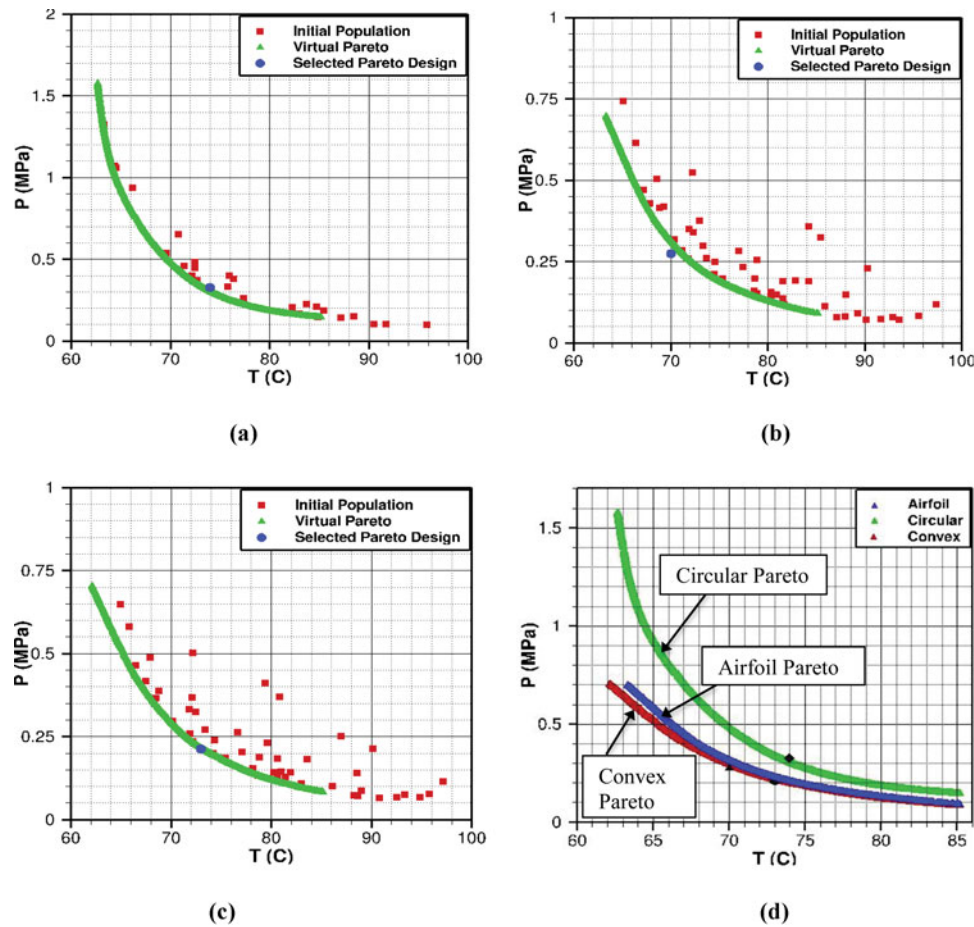 Initial Population
Virtual Pareto
Selected Pareto Design
P (MPa)
2
1.5
1
0.5
0
60 70 80 90 100
T (C)
(a)
Initial Population
Virtual Pareto
Selected Pareto Design
P (MPa)
1
0.75
0.5
0.25
0
60 70 80 90 100
T (C)
(b)
Initial Population
Virtual Pareto
Selected Pareto Design
P (MPa)
1
0.75
0.5
0.25
0
60 70 80 90 100
T (C)
(c)
Airfoil
Circular
Convex
Circular Pareto
Airfoil Pareto
Convex
Pareto
P (MPa)
1.5
1
0.5
0
60 65 70 75 80 85
T (C)
(d)